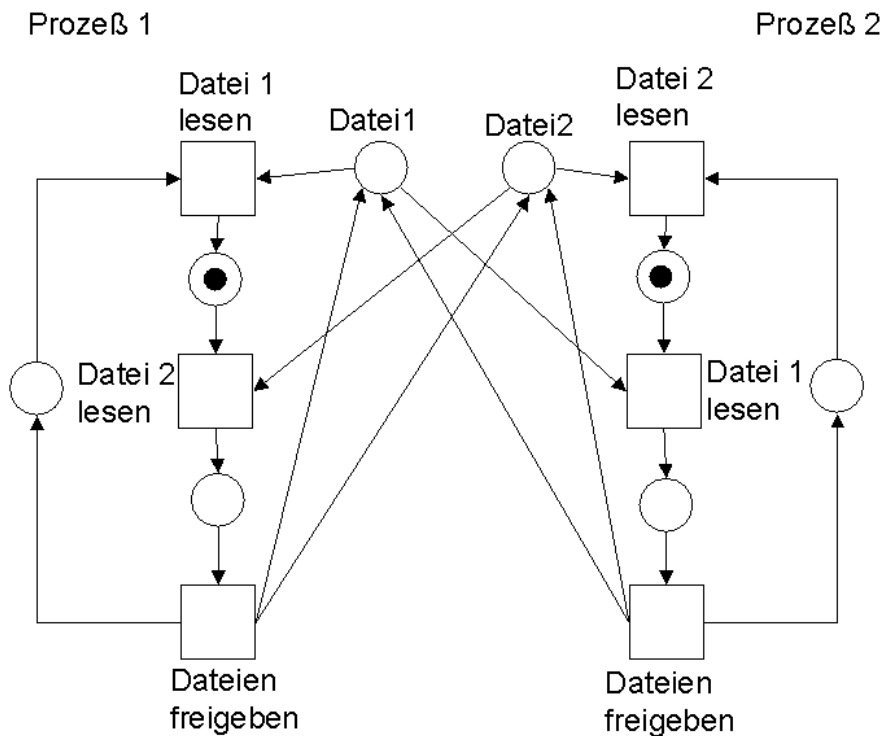 Prozeß 1
Prozeß 2
Datei 1
lesen
Datei1
Datei2
Datei 2
lesen
Datei 2
lesen
Datei 1
lesen
Dateien
freigeben
Dateien
freigeben